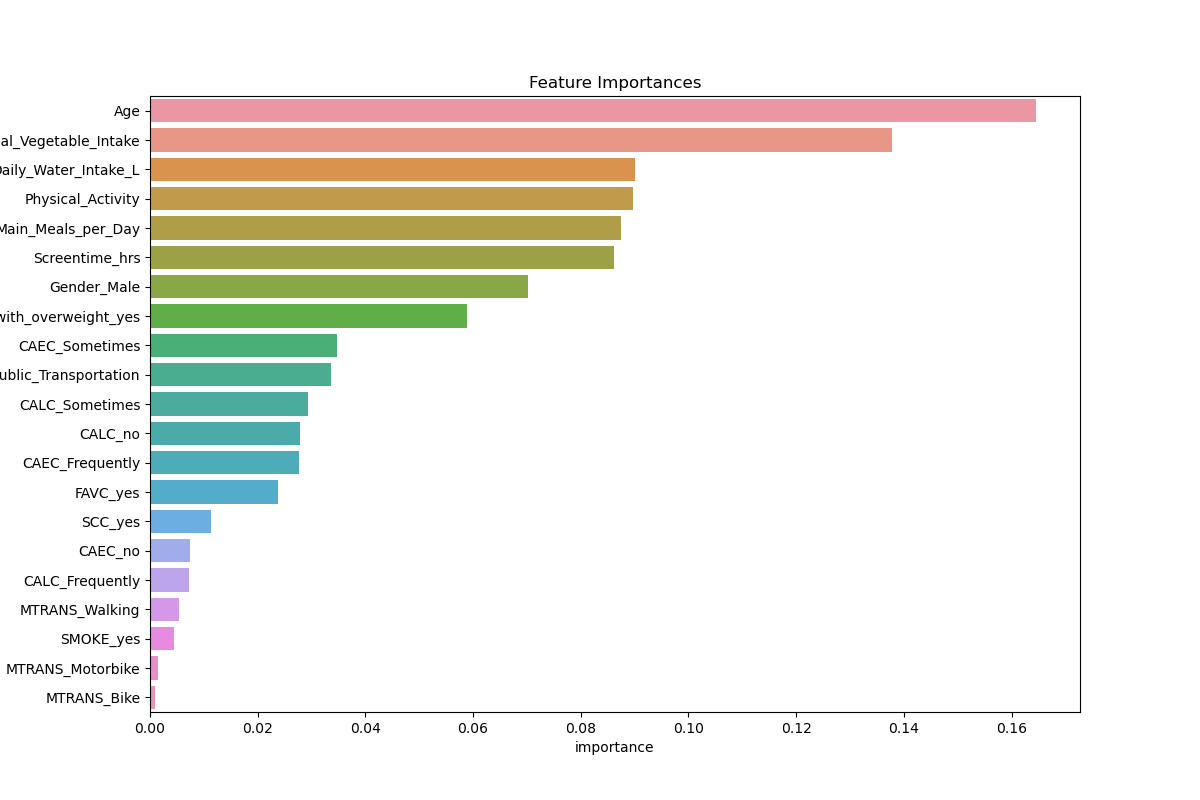 Feature Importances
Age
al_Vegetable_Intake
Daily_Water_Intake_L
Physical_Activity
Main_Meals_per_Day
Screentime_hrs
Gender_Male
with_overweight_yes
CAEC_Sometimes
ublic_Transportation
CALC_Sometimes
CALC_no
CAEC_Frequently
FAVC_yes
SCC_yes
CAEC_no
CALC_Frequently
MTRANS_Walking
SMOKE_yes
MTRANS_Motorbike
MTRANS_Bike
0.00 0.02 0.04 0.06 0.08 0.10 0.12 0.14 0.16
importance